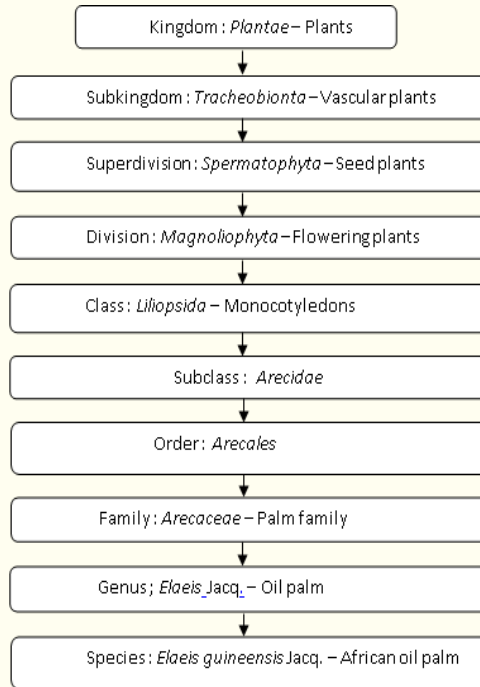 Kingdom : Plantae – Plants
Subkingdom : Tracheobionta – Vascular plants
Superdivision : Spermatophyta – Seed plants
Division : Magnoliophyta – Flowering plants
Class : Liliopsida – Monocotyledons
Subclass : Arecidae
Order : Arecales
Family : Arecaceae – Palm family
Genus ; Elaeis Jacq. – Oil palm
Species : Elaeis guineensis Jacq. – African oil palm